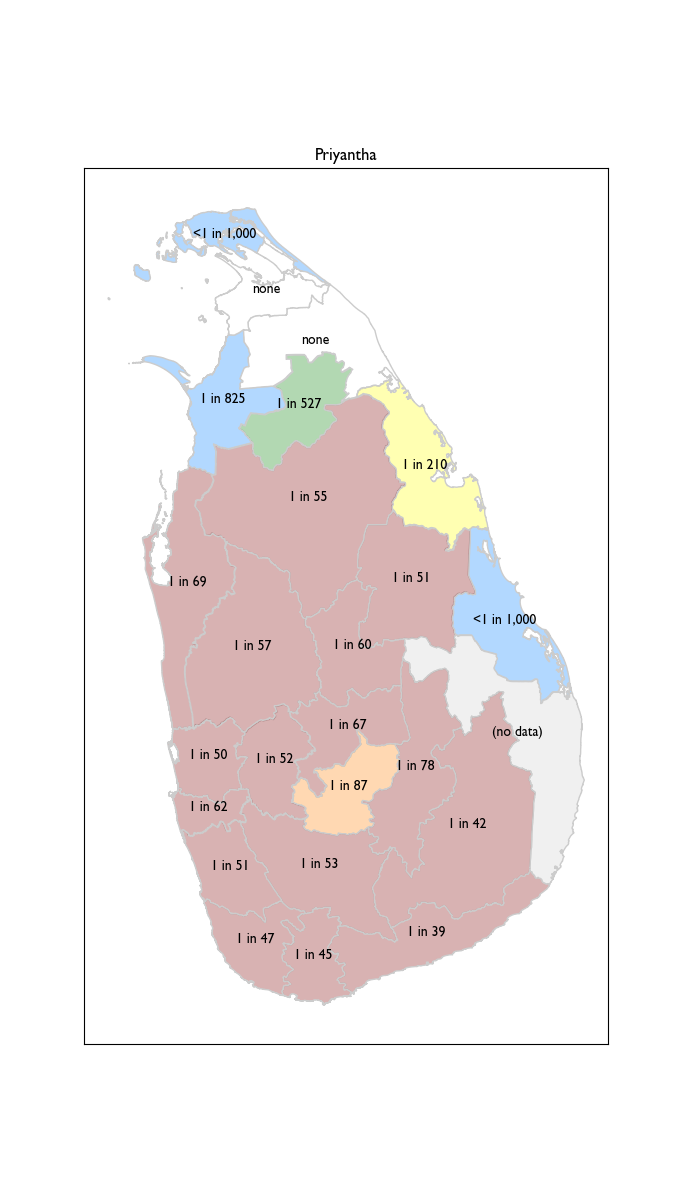 Priyantha
<1 in 1,000
none
none
1 in 825
1 in 527
1 in 210
1 in 55
1 in 51
1 in 69
<1 in 1,000
1 in 57
1 in 60
1 in 67
(no data)
1 in 50
1 in 52
1 in 78
1 in 87
1 in 62
1 in 42
1 in 53
1 in 51
1 in 39
1 in 47
1 in 45